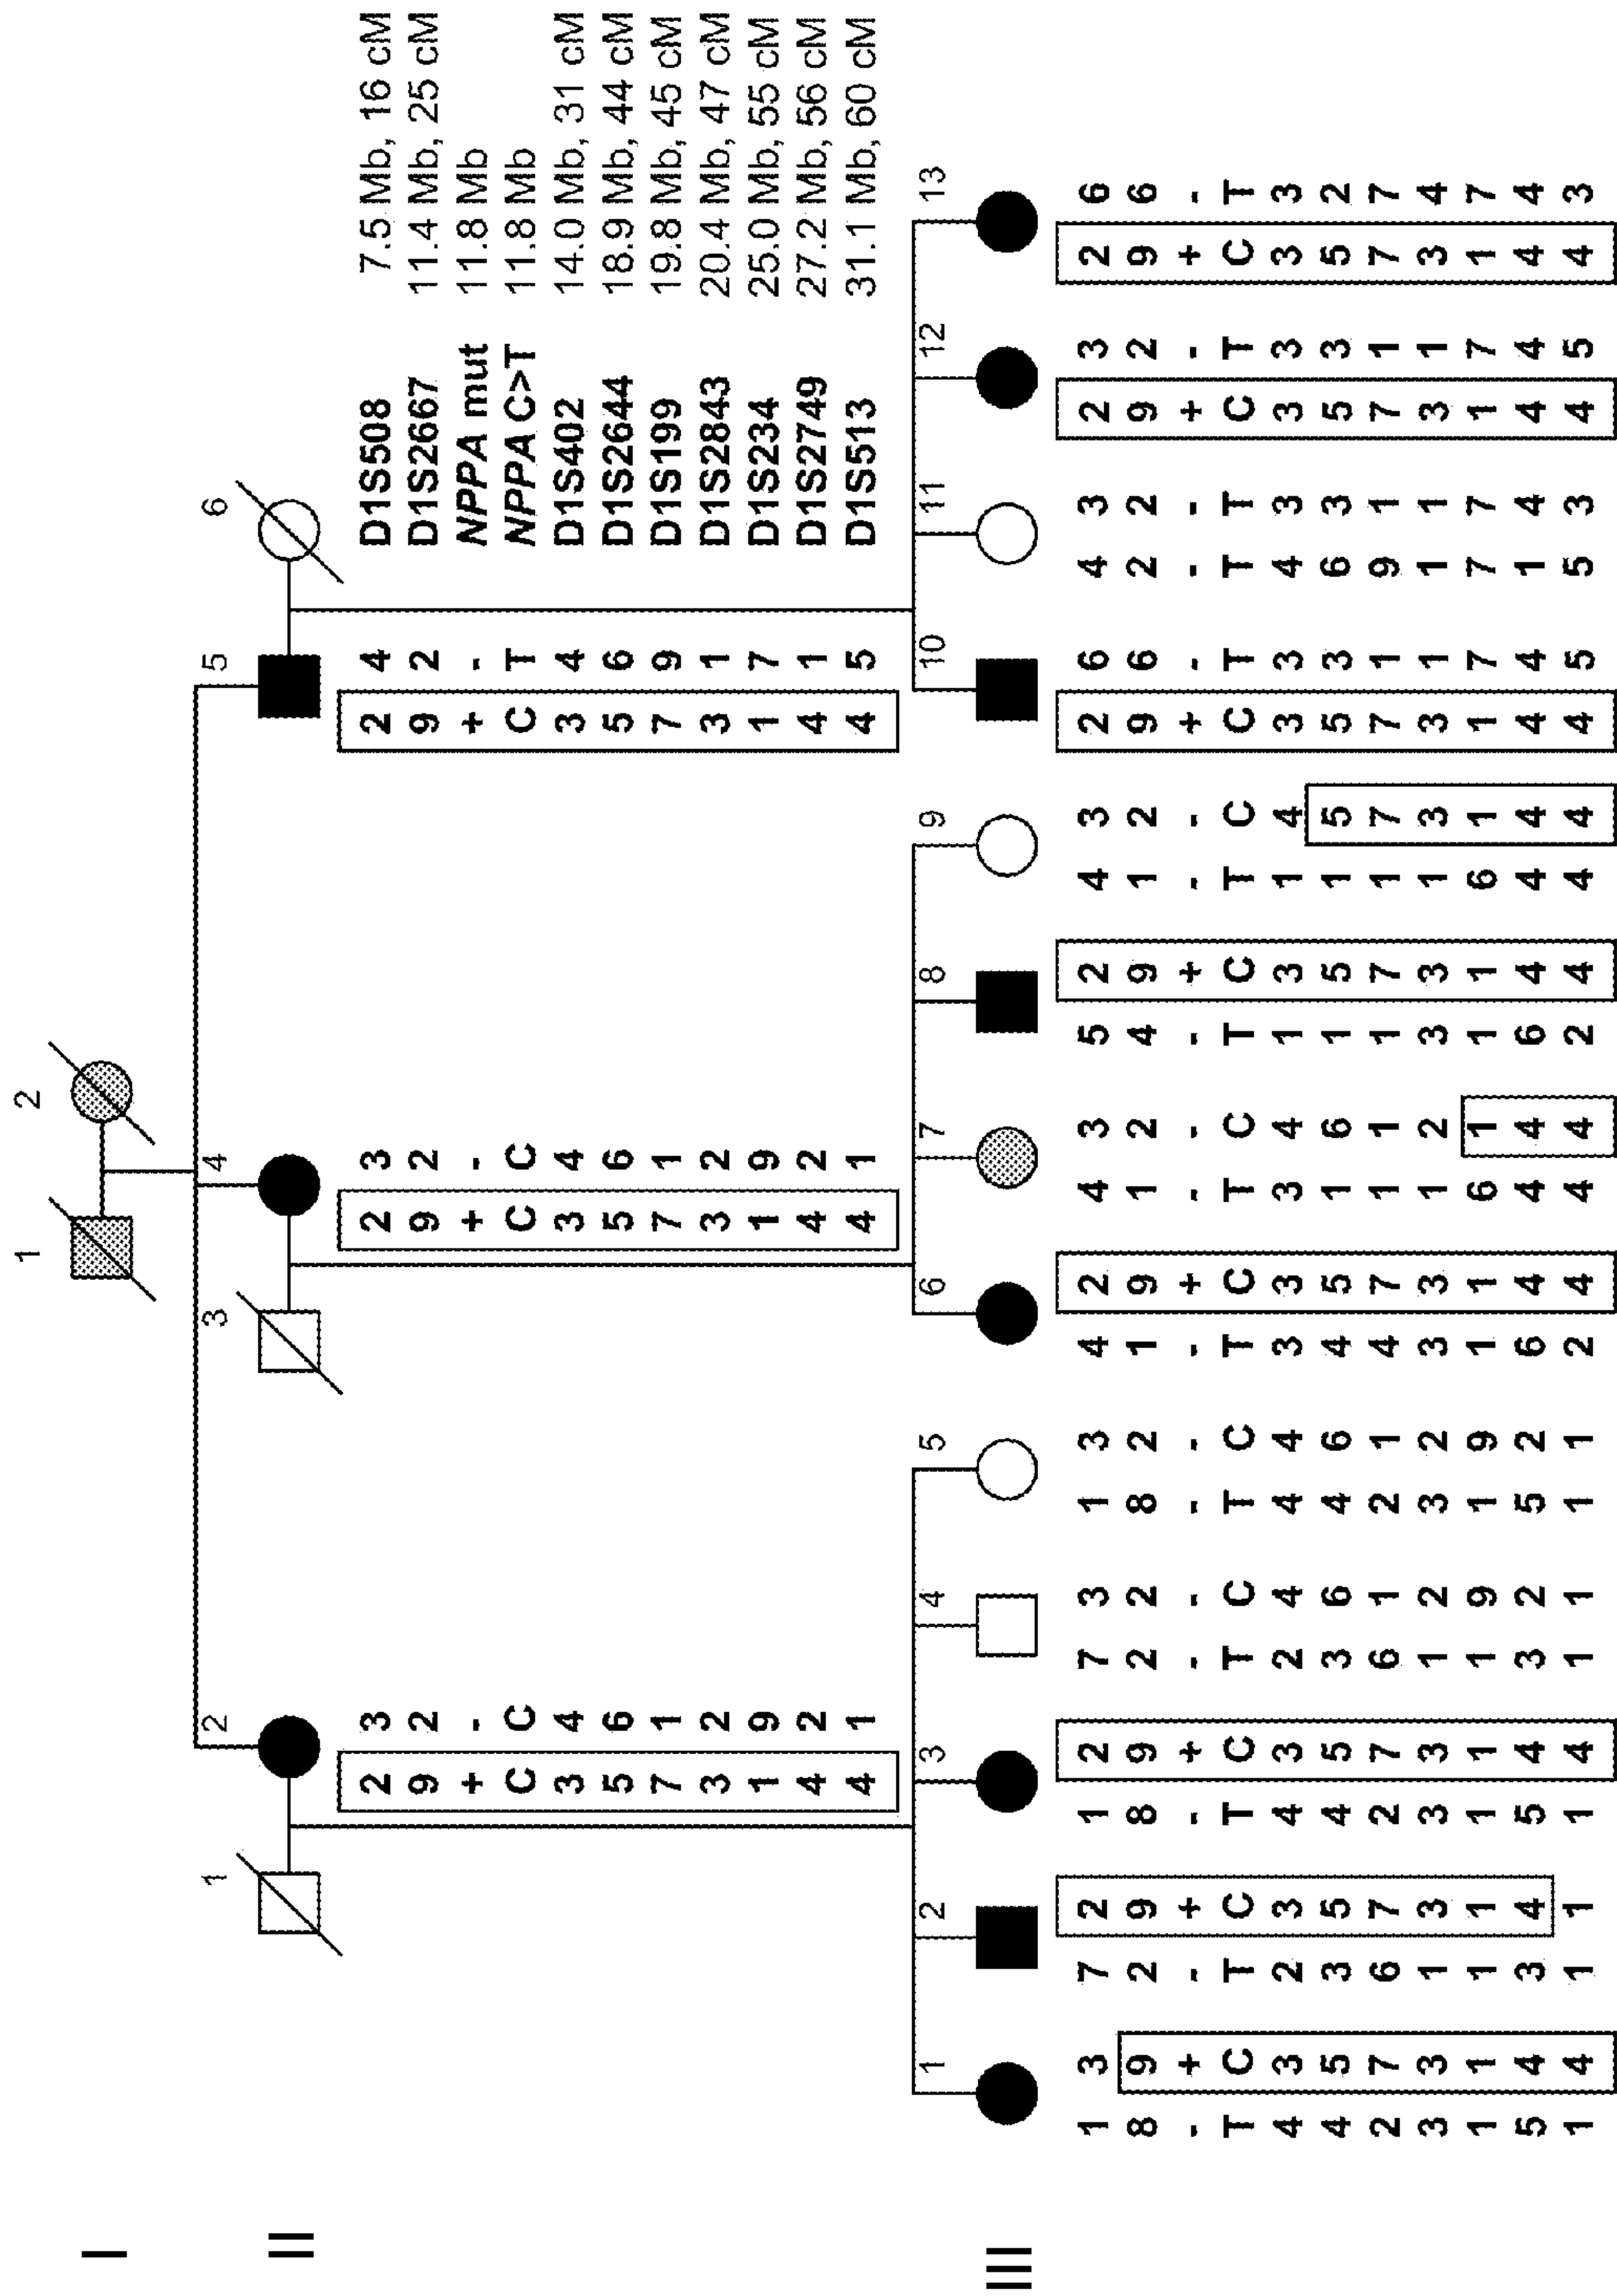 1 2
I
1 2 3 4 5 6
II
2 3 2 3 2 4 D1S508 7.5 Mb, 16 cM
9 2 9 2 9 2 D1S2667 11.4 Mb, 25 cM
+ - + - + - NPPA mut 11.8 Mb
C C C C C T NPPA C>T 11.8 Mb
3 4 3 4 3 4 D1S402 14.0 Mb, 31 cM
5 6 5 6 5 6 D1S2644 18.9 Mb, 44 cM
7 1 7 1 7 9 D1S199 19.8 Mb, 45 cM
3 2 3 2 3 1 D1S2843 20.4 Mb, 47 cM
1 9 1 9 1 7 D1S234 25.0 Mb, 55 cM
4 2 4 2 4 1 D1S2749 27.2 Mb, 56 cM
4 1 4 1 4 5 D1S513 31.1 Mb, 60 cM
1 2 3 4 5 6 7 8 9 10 11 12 13
III
1 3 7 2 1 2 7 3 1 3 4 2 4 3 5 2 4 3 2 6 4 3 2 3 2 6
8 9 2 9 8 9 2 2 8 2 1 9 1 2 4 9 1 2 9 6 2 2 9 2 9 6
- + - + - + - - - - - + - - - + - - + - - - + - + -
T C T C T C T C T C T C T C T C T C C T T T C T C T
4 3 2 3 4 3 2 4 4 4 3 3 3 4 1 3 1 4 3 3 4 3 3 3 3 3
4 5 3 5 4 5 3 6 4 6 4 5 1 6 1 5 1 5 5 3 6 3 5 3 5 2
2 7 6 7 2 7 6 1 2 1 4 7 1 1 1 7 1 7 7 1 9 1 7 1 7 7
3 3 1 3 3 3 1 2 3 2 3 3 1 2 3 3 1 3 3 1 1 1 3 1 3 4
1 1 1 1 1 1 1 9 1 9 1 1 6 1 1 1 6 1 1 7 7 7 1 7 1 7
5 4 3 4 5 4 3 2 5 2 6 4 4 4 6 4 4 4 4 4 1 4 4 4 4 4
1 4 1 1 1 4 1 1 1 1 2 4 4 4 2 4 4 4 4 5 5 3 4 5 4 3